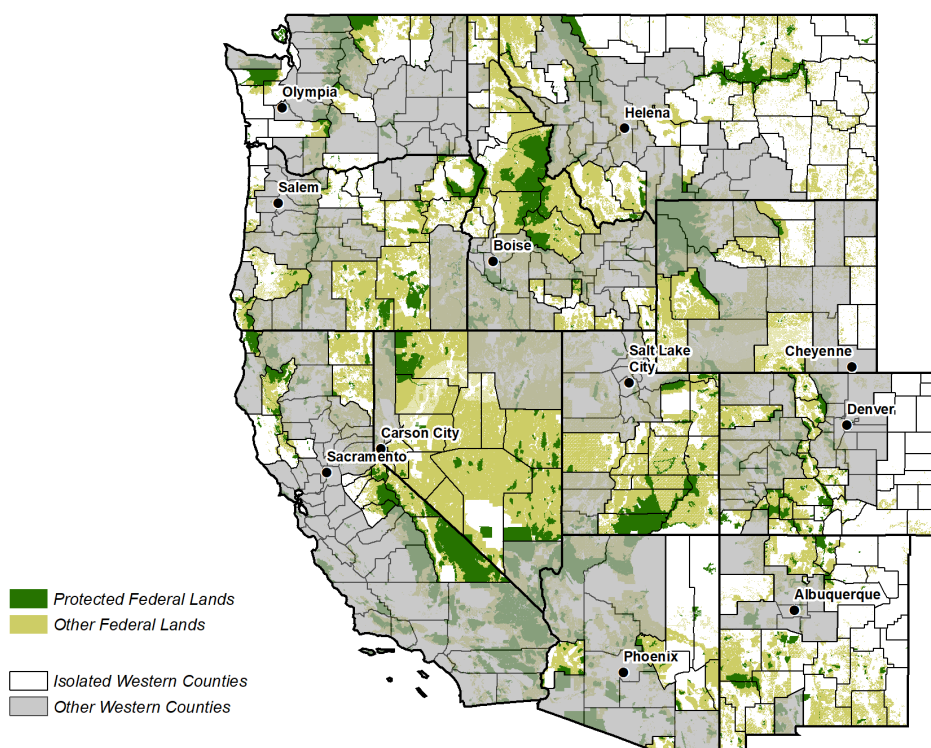 Olympia
Helena
Salem
Boise
Salt Lake
City
Cheyenne
Denver
Carson City
Sacramento
Albuquerque
Phoenix
Protected Federal Lands
Other Federal Lands
Isolated Western Counties
Other Western Counties